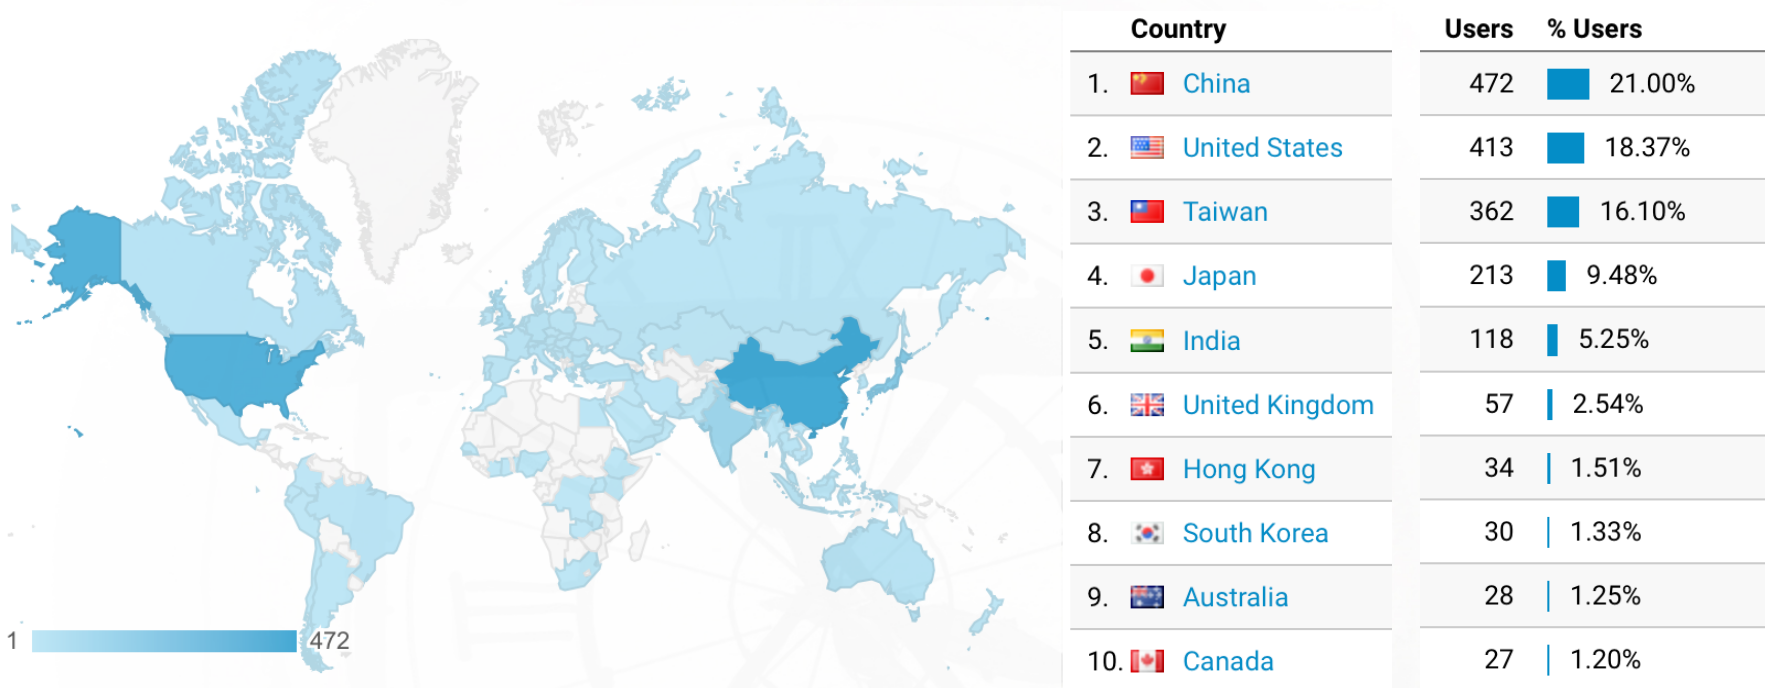 Country Users % Users
1. China 472 21.00%
2. United States 413 18.37%
3. Taiwan 362 16.10%
4. Japan 213 9.48%
5. India 118 5.25%
6. United Kingdom 57 2.54%
7. Hong Kong 34 1.51%
8. South Korea 30 1.33%
9. Australia 28 1.25%
10. Canada 27 1.20%
1 472